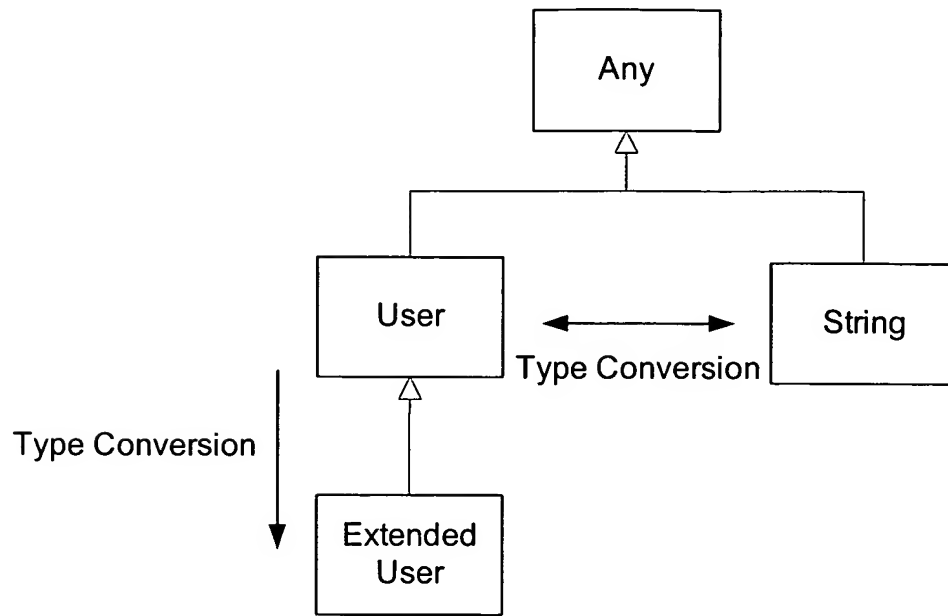 Any
User
String
Type Conversion
Type Conversion
Extended
User